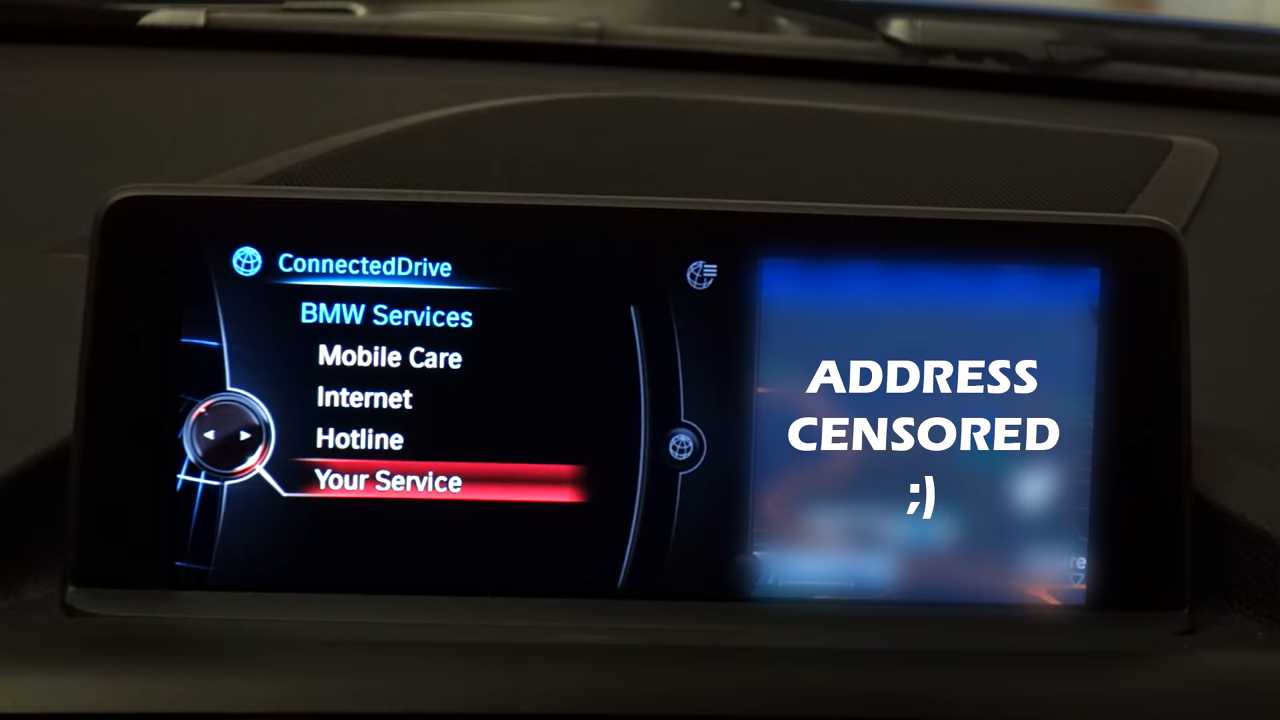 ConnectedDrive
BMW Services
Mobile Care
Internet
Hotline
Your Service
ADDRESS
CENSORED
;)